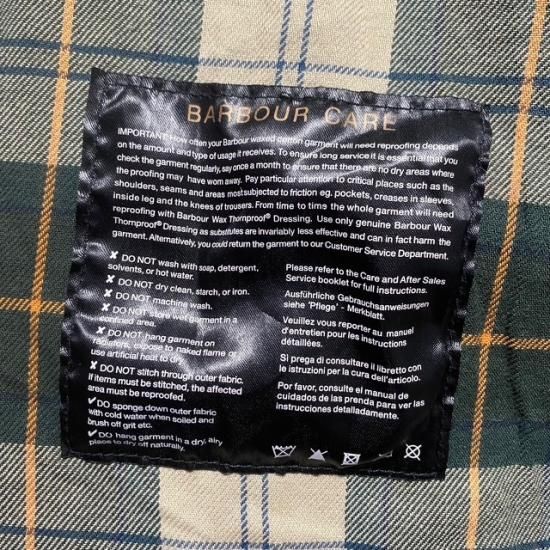 BARBOUR CARE
IMPORTANT: How often your Barbour waxed cotton garment will need reproofing depends
on the amount and type of usage it receives. To ensure long service it is essential that you
check the garment regularly, say once a month to ensure that there are no dry areas where
the proofing may have worn away. Pay particular attention to critical places such as the
shoulders, seams and areas most subjected to friction eg. pockets, creases in sleeves,
inside leg and the knees of trousers. From time to time the whole garment will need
reproofing with Barbour Wax Thornproof® Dressing. Use only genuine Barbour Wax
Thornproof® Dressing as substitutes are invariably less effective and can in fact harm the
garment. Alternatively, you could return the garment to our Customer Service Department.
✗ DO NOT wash with soap, detergent,
solvents, or hot water.
✗ DO NOT dry clean, starch, or iron.
✗ DO NOT machine wash.
✗ DO NOT store wet garment in a
confined area.
✗ DO NOT hang garment on
radiators, expose to naked flame or
use artificial heat to dry.
✗ DO NOT stitch through outer fabric.
If items must be stitched, the affected
area must be reproofed.
✓ DO sponge down outer fabric
with cold water when soiled and
brush off grit etc.
✓ DO hang garment in a dry, airy
place to dry off naturally.
Please refer to the Care and After Sales
Service booklet for full instructions.
Ausführliche Gebrauchsanweisungen
siehe 'Pflege' - Merkblatt.
Veuillez vous reporter au manuel
d'entretien pour les instructions
détaillées.
Si prega di consultare il libretto con
le istruzioni per la cura dell'articolo.
Por favor, consulte el manual de
cuidados de las prendas para ver las
instrucciones detalladamente.